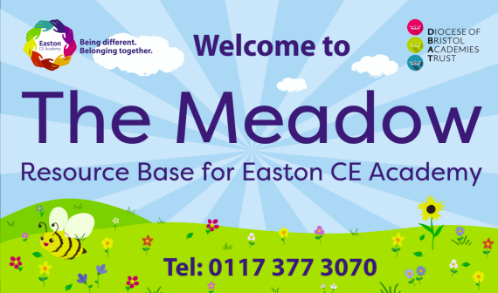 Easton
CE Academy
Being different.
Belonging together.
Welcome to
DIOCESE OF
BRISTOL
ACADEMIES
TRUST
The Meadow
Resource Base for Easton CE Academy
Tel: 0117 377 3070